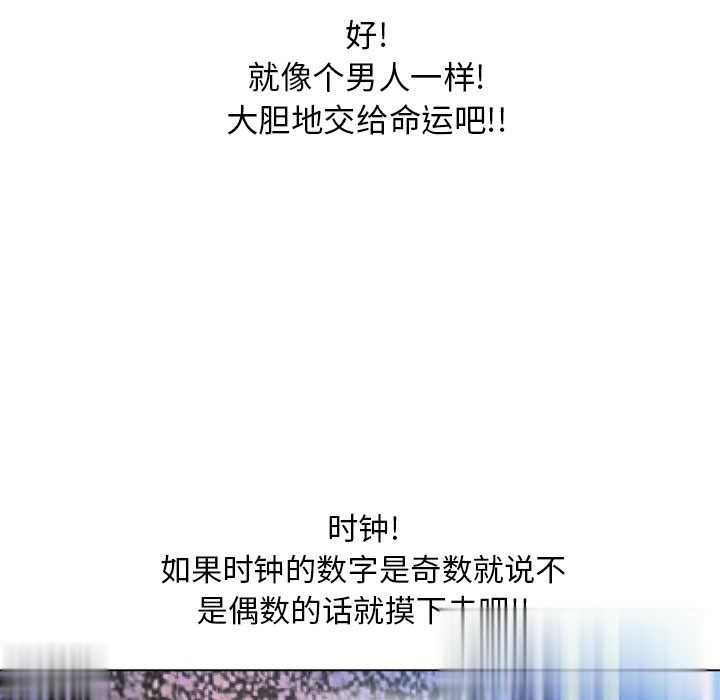 好!
就像个男人一样!
大胆地交给命运吧!!
时钟!
如果时钟的数字是奇数就说不
是偶数的话就摸下去吧!!